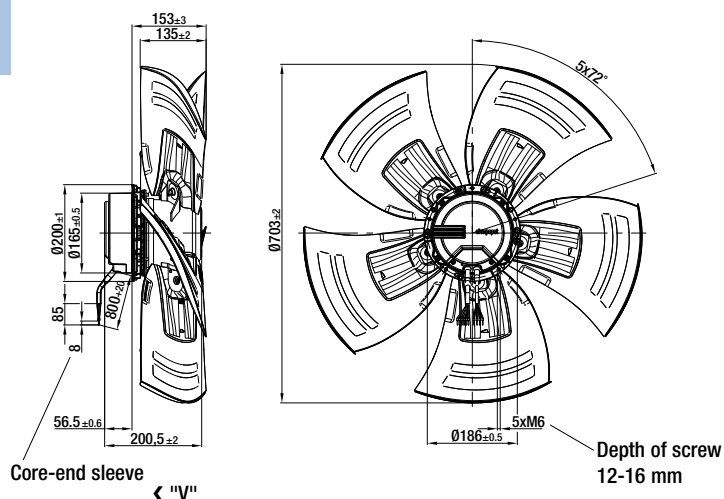 153±3
135±2
5x72°
Ø200±1
Ø165±0.5
Ø703±2
800+20
85
8
56.5±0.6
200,5±2
5xM6
Ø186±0.5
Depth of screw
12-16 mm
Core-end sleeve
"V"